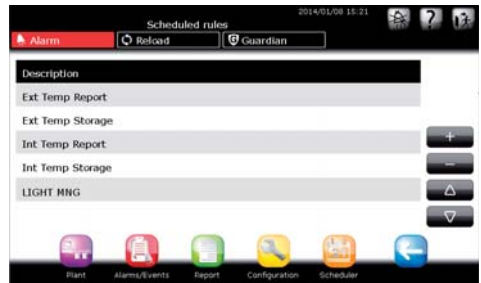 2014/01/08 15:21
Scheduled rules
Alarm
Reload
Guardian
Description
Ext Temp Report
Ext Temp Storage
Int Temp Report
Int Temp Storage
LIGHT MNG
Plant
Alarms/Events
Report
Configuration
Scheduler